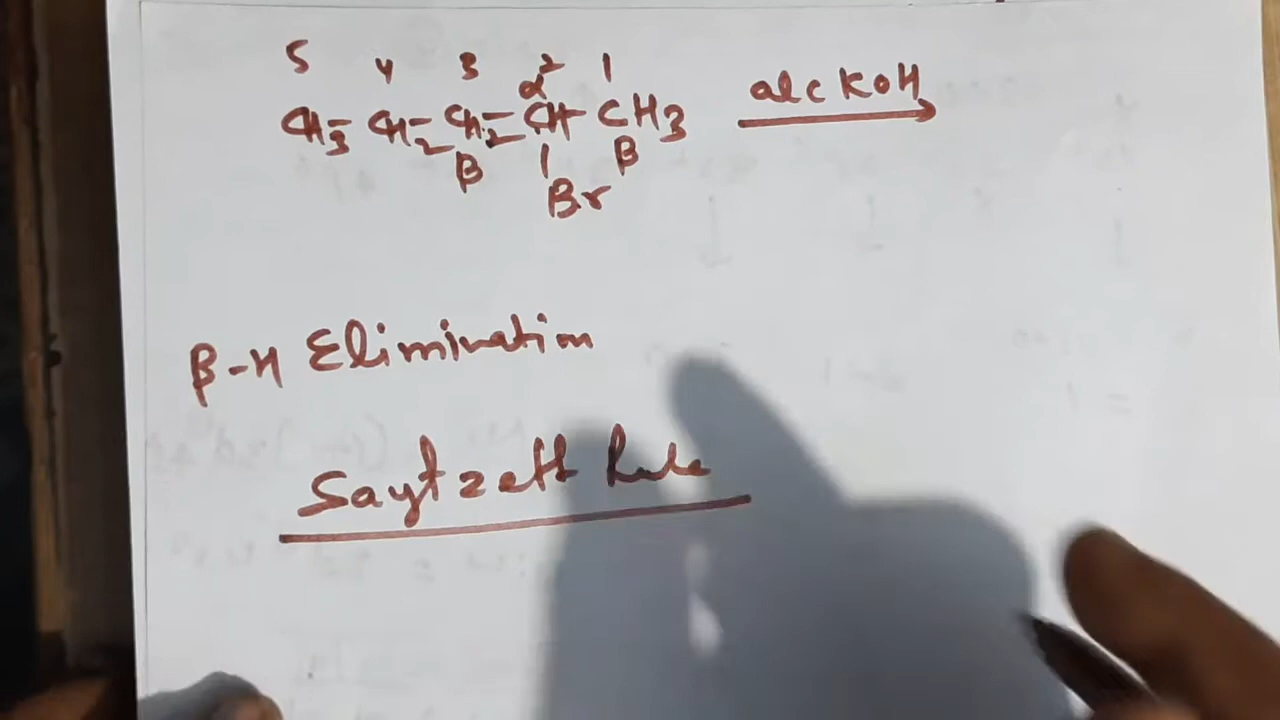 5 4 3 2 1
α
CH3-CH2-CH2-CH-CH3 alc KOH
β | β
Br
β-H Elimination
Saytzeff Rule